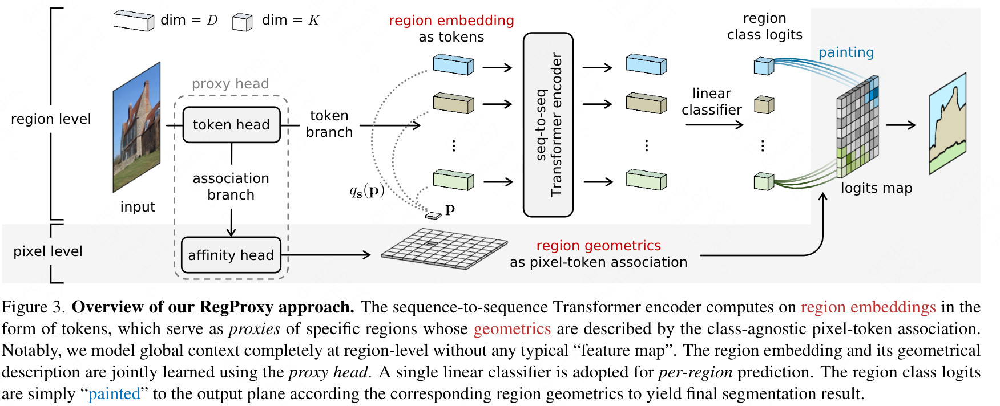 dim = D
dim = K
region embedding
as tokens
region
class logits
painting
proxy head
region level
token head
token
branch
seq-to-seq
Transformer encoder
linear
classifier
association
branch
q_s(p)
p
input
logits map
pixel level
affinity head
region geometrics
as pixel-token association
Figure 3. Overview of our RegProxy approach. The sequence-to-sequence Transformer encoder computes on region embeddings in the
form of tokens, which serve as proxies of specific regions whose geometrics are described by the class-agnostic pixel-token association.
Notably, we model global context completely at region-level without any typical “feature map”. The region embedding and its geometrical
description are jointly learned using the proxy head. A single linear classifier is adopted for per-region prediction. The region class logits
are simply “painted” to the output plane according the corresponding region geometrics to yield final segmentation result.